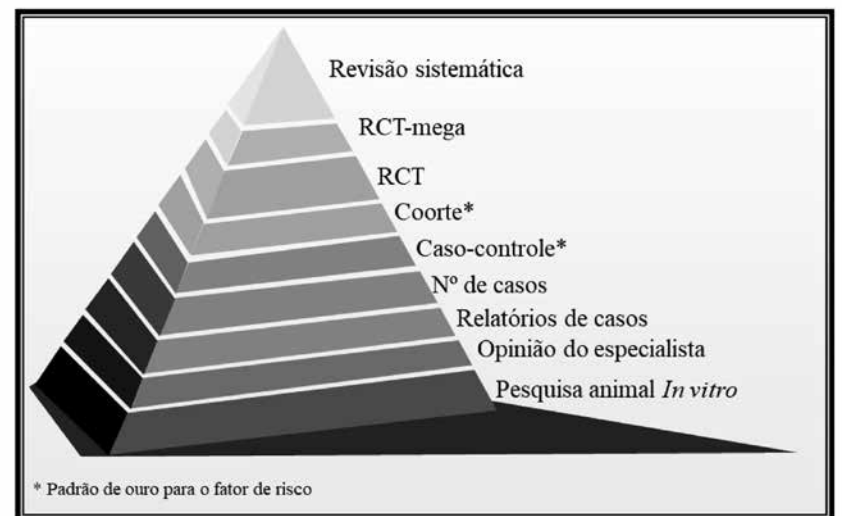 Revisão sistemática
RCT-mega
RCT
Coorte*
Caso-controle*
Nº de casos
Relatórios de casos
Opinião do especialista
Pesquisa animal In vitro
* Padrão de ouro para o fator de risco